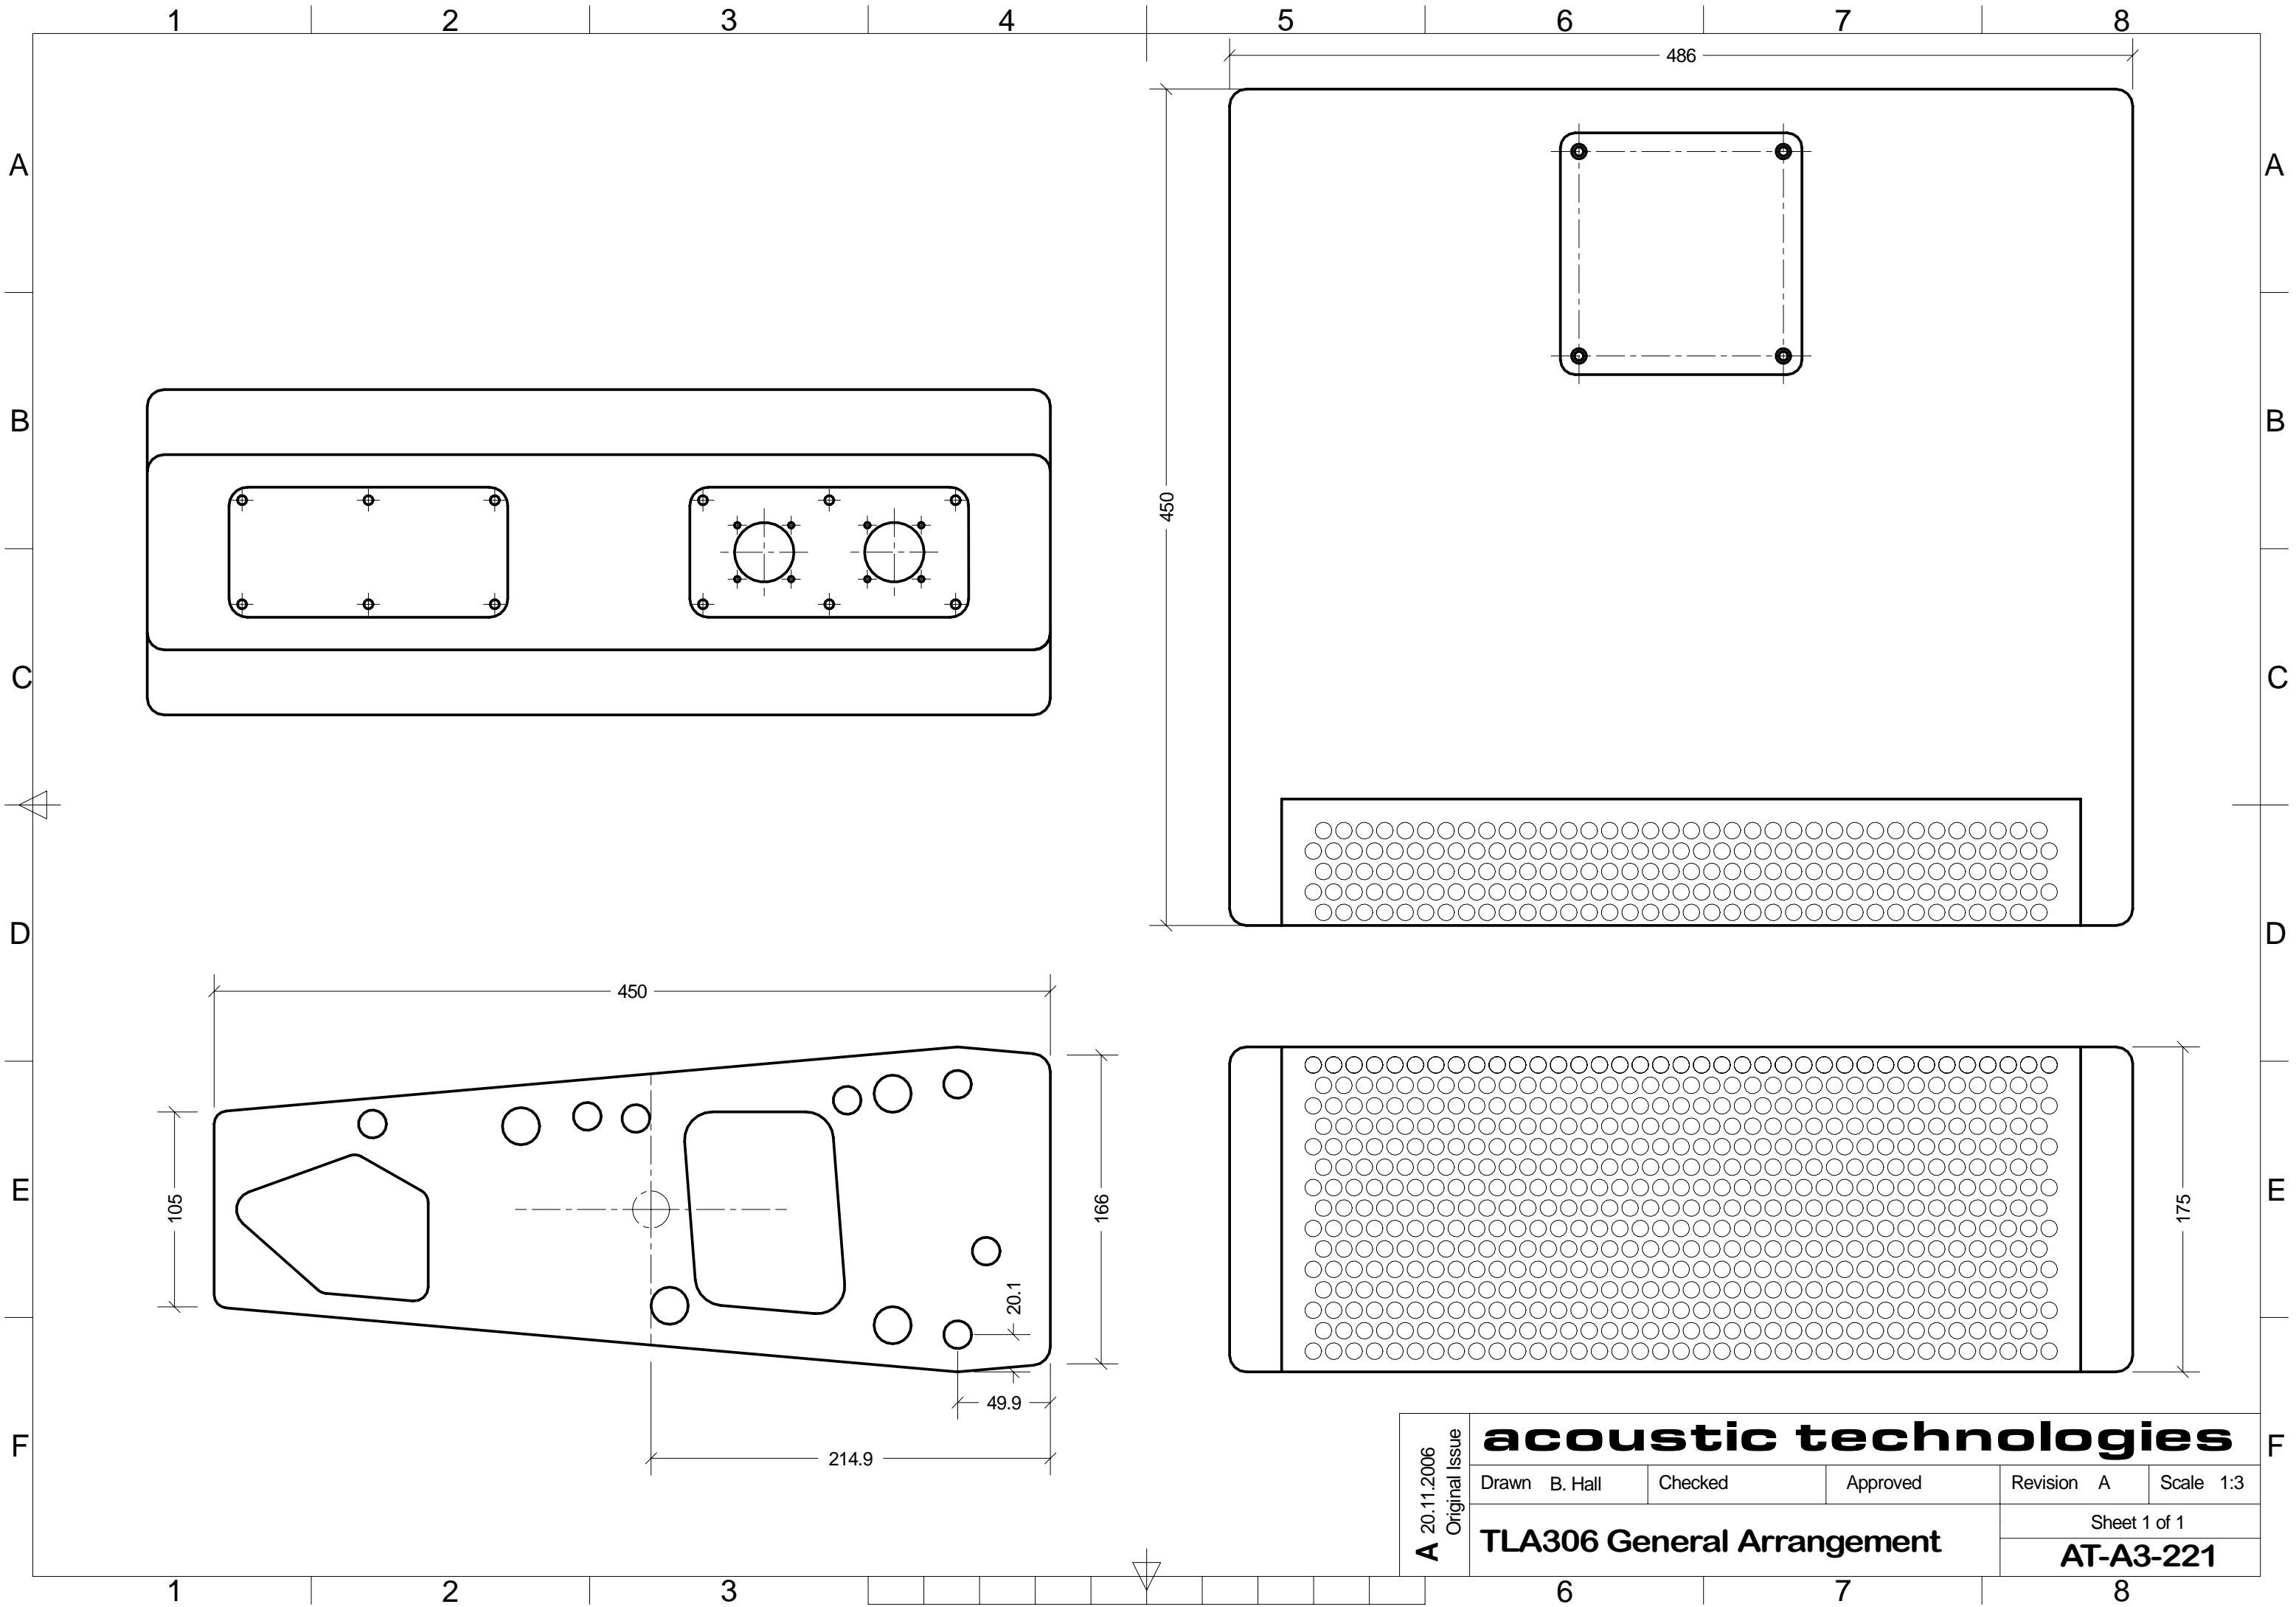 1 2 3 4 5 6 7 8
486
A A
B B
450
C C
D D
450
105
166
E E
175
20.1
49.9
214.9
F F
A 20.11.2006
Original Issue
acoustic technologies
Drawn B. Hall Checked Approved Revision A Scale 1:3
TLA306 General Arrangement
Sheet 1 of 1
AT-A3-221
1 2 3 6 7 8